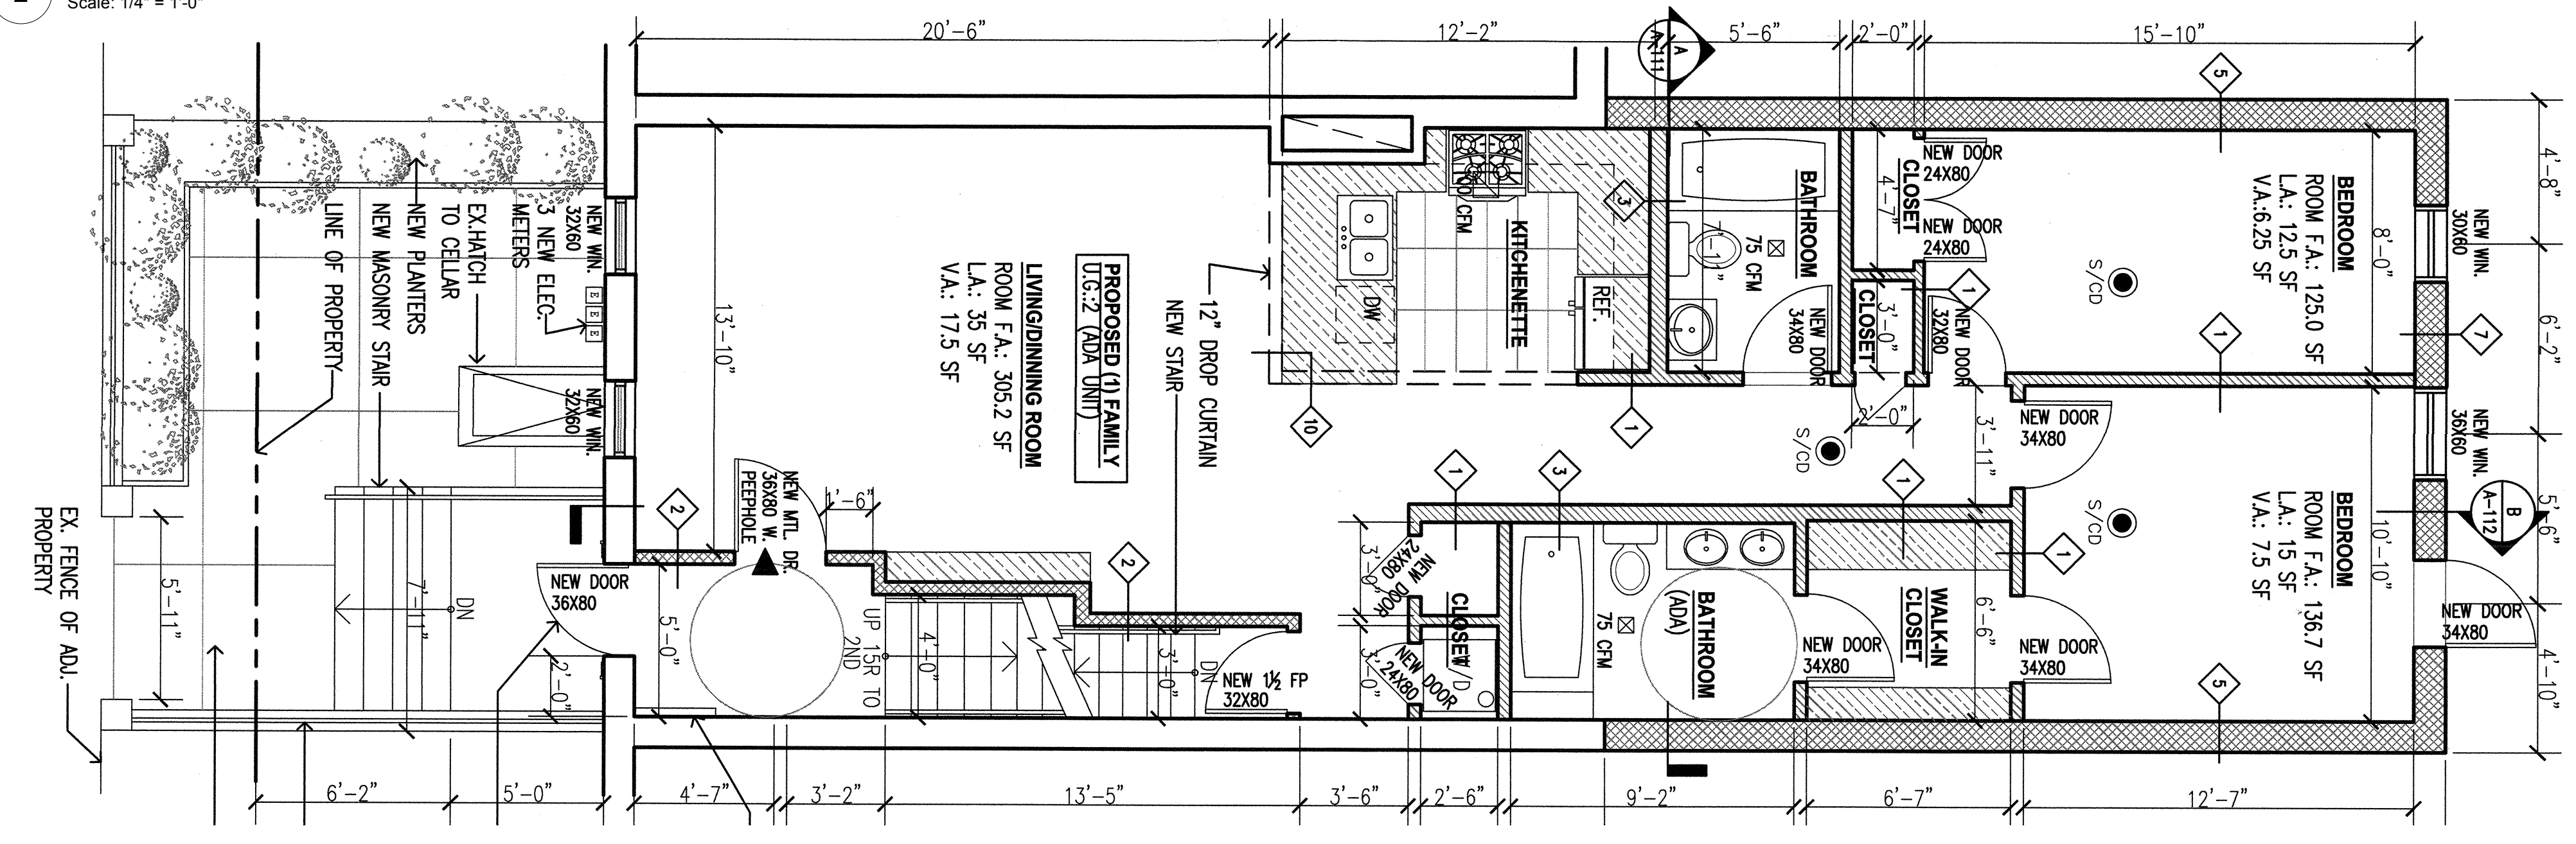 Scale: 1/4" = 1'-0"
20'-6"
12'-2"
5'-6"
2'-0"
15'-10"
A
A-111
5
4'-8"
6'-2"
5'-6"
4'-10"
NEW WIN.
30X60
NEW WIN.
36X60
7
B
A-112
NEW DOOR
34X80
BEDROOM
ROOM F.A.: 125.0 SF
L.A.: 12.5 SF
V.A.:6.25 SF
8'-0"
S/CD
1
BEDROOM
ROOM F.A.: 136.7 SF
L.A.: 15 SF
V.A.: 7.5 SF
10'-10"
S/CD
5
NEW DOOR
24X80
NEW DOOR
24X80
CLOSET
4'-7"
CLOSET
3'-0"
1
NEW DOOR
32X80
2'-0"
S/CD
3'-11"
NEW DOOR
34X80
NEW DOOR
34X80
BATHROOM
75 CFM
NEW DOOR
34X80
3
KITCHENETTE
CFM
REF.
DW
1
10
12" DROP CURTAIN
NEW STAIR
PROPOSED (1) FAMILY
U.G.:2 (ADA UNIT)
LIVING/DINNING ROOM
ROOM F.A.: 305.2 SF
L.A.: 35 SF
V.A.: 17.5 SF
13'-10"
1
3
1
1
WALK-IN
CLOSET
6'-6"
NEW DOOR
34X80
BATHROOM
(ADA)
75 CFM
CLOSET
W/D
NEW DOOR
24X80
NEW DOOR
24X80
3'-0"
3'-0"
NEW 1½ FP
32X80
DN
3'-0"
2
4'-0"
UP 15R TO
2ND
1'-6"
NEW MTL. DR.
36X80 W.
PEEPHOLE
2
5'-0"
NEW DOOR
36X80
2'-0"
NEW WIN.
32X60
3 NEW ELEC.
METERS
E
E
E
EX.HATCH
TO CELLAR
NEW PLANTERS
NEW MASONRY STAIR
LINE OF PROPERTY
NEW WIN.
32X60
DN
7'-11"
5'-11"
EX. FENCE OF ADJ.
PROPERTY
6'-2"
5'-0"
4'-7"
3'-2"
13'-5"
3'-6"
2'-6"
9'-2"
6'-7"
12'-7"